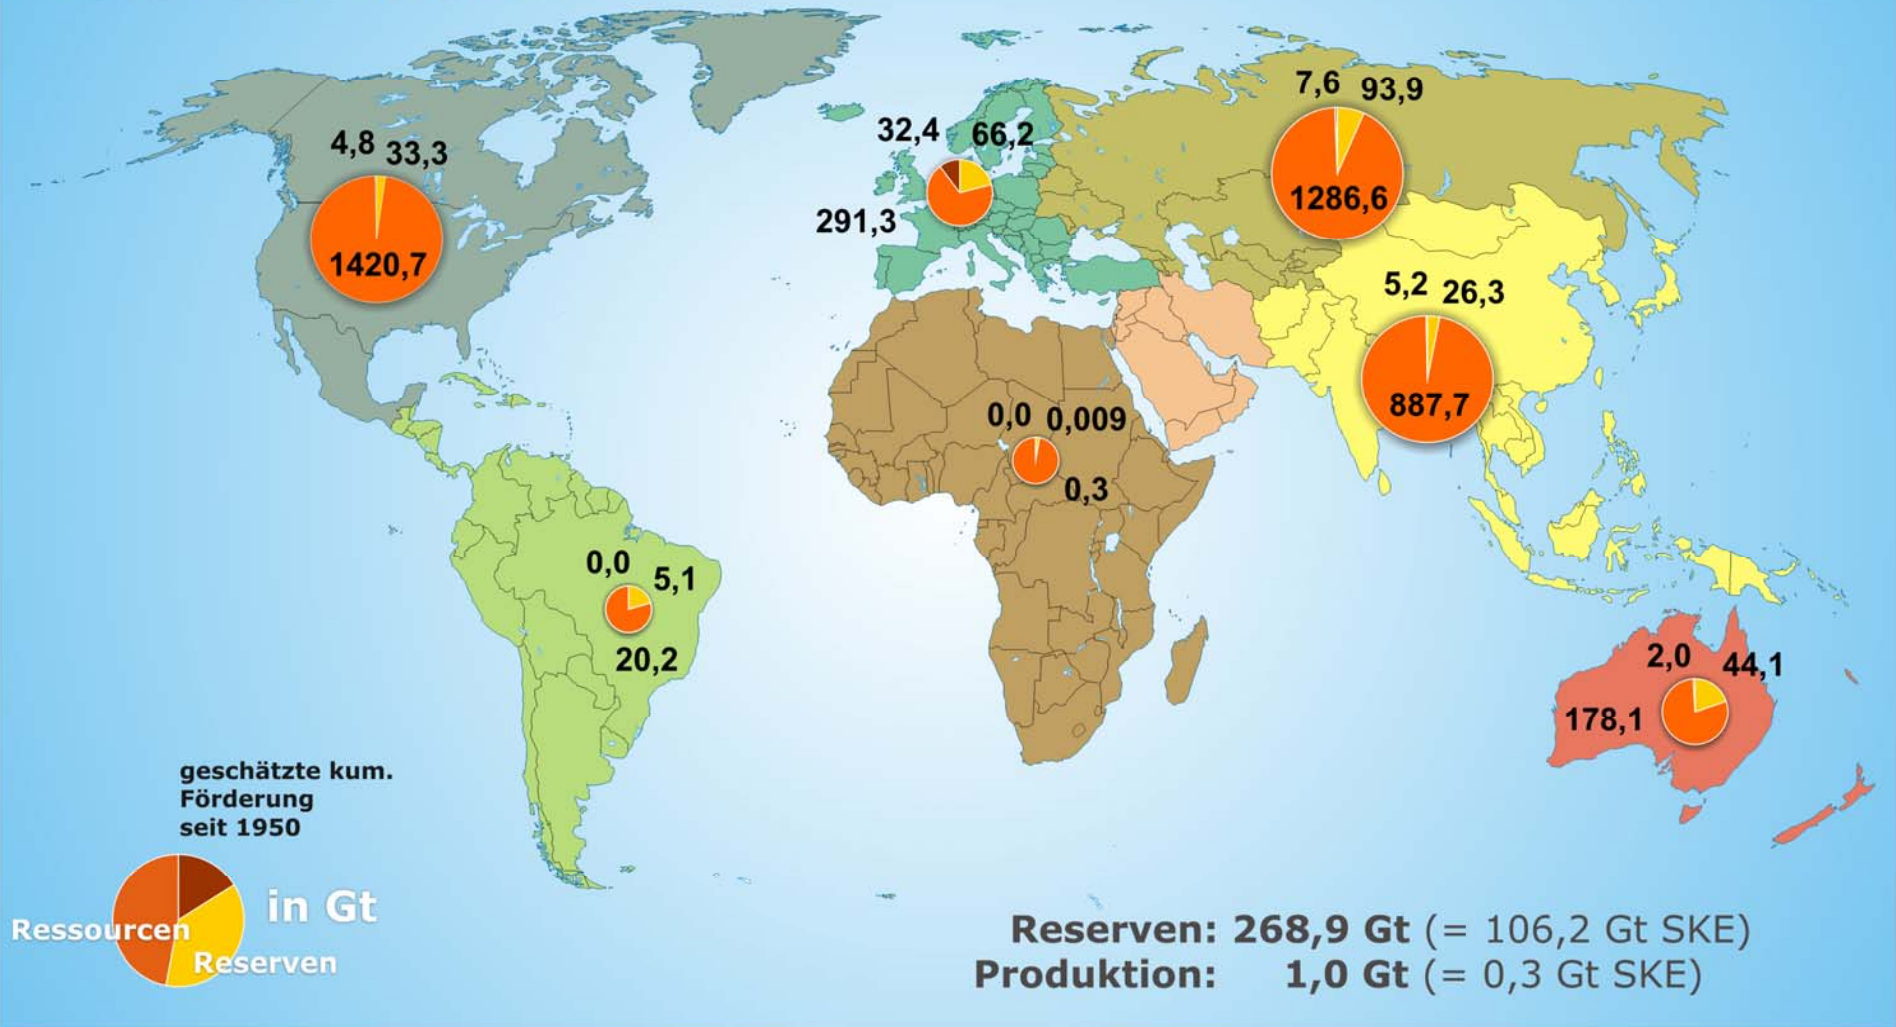 7,6 93,9
1286,6
32,4 66,2
291,3
4,8 33,3
1420,7
5,2 26,3
887,7
0,0 0,009
0,3
0,0 5,1
20,2
2,0 44,1
178,1
geschätzte kum.
Förderung
seit 1950
in Gt
Ressourcen
Reserven
Reserven: 268,9 Gt (= 106,2 Gt SKE)
Produktion: 1,0 Gt (= 0,3 Gt SKE)